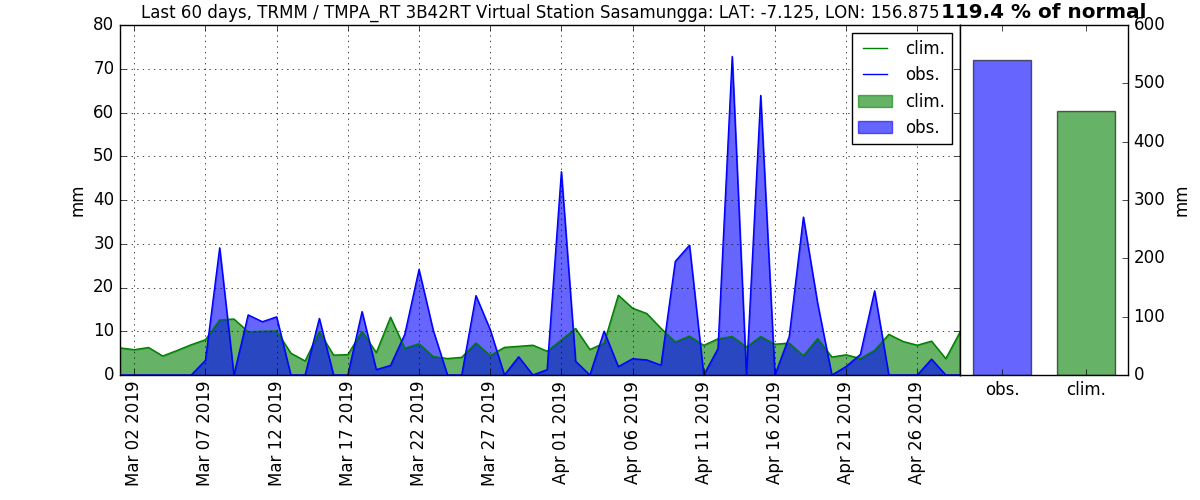 Last 60 days, TRMM / TMPA_RT 3B42RT Virtual Station Sasamungga: LAT: -7.125, LON: 156.875
119.4 % of normal
80
70
60
50
40
30
20
10
0
mm
clim.
obs.
clim.
obs.
600
500
400
300
200
100
0
mm
Mar 02 2019
Mar 07 2019
Mar 12 2019
Mar 17 2019
Mar 22 2019
Mar 27 2019
Apr 01 2019
Apr 06 2019
Apr 11 2019
Apr 16 2019
Apr 21 2019
Apr 26 2019
obs.
clim.